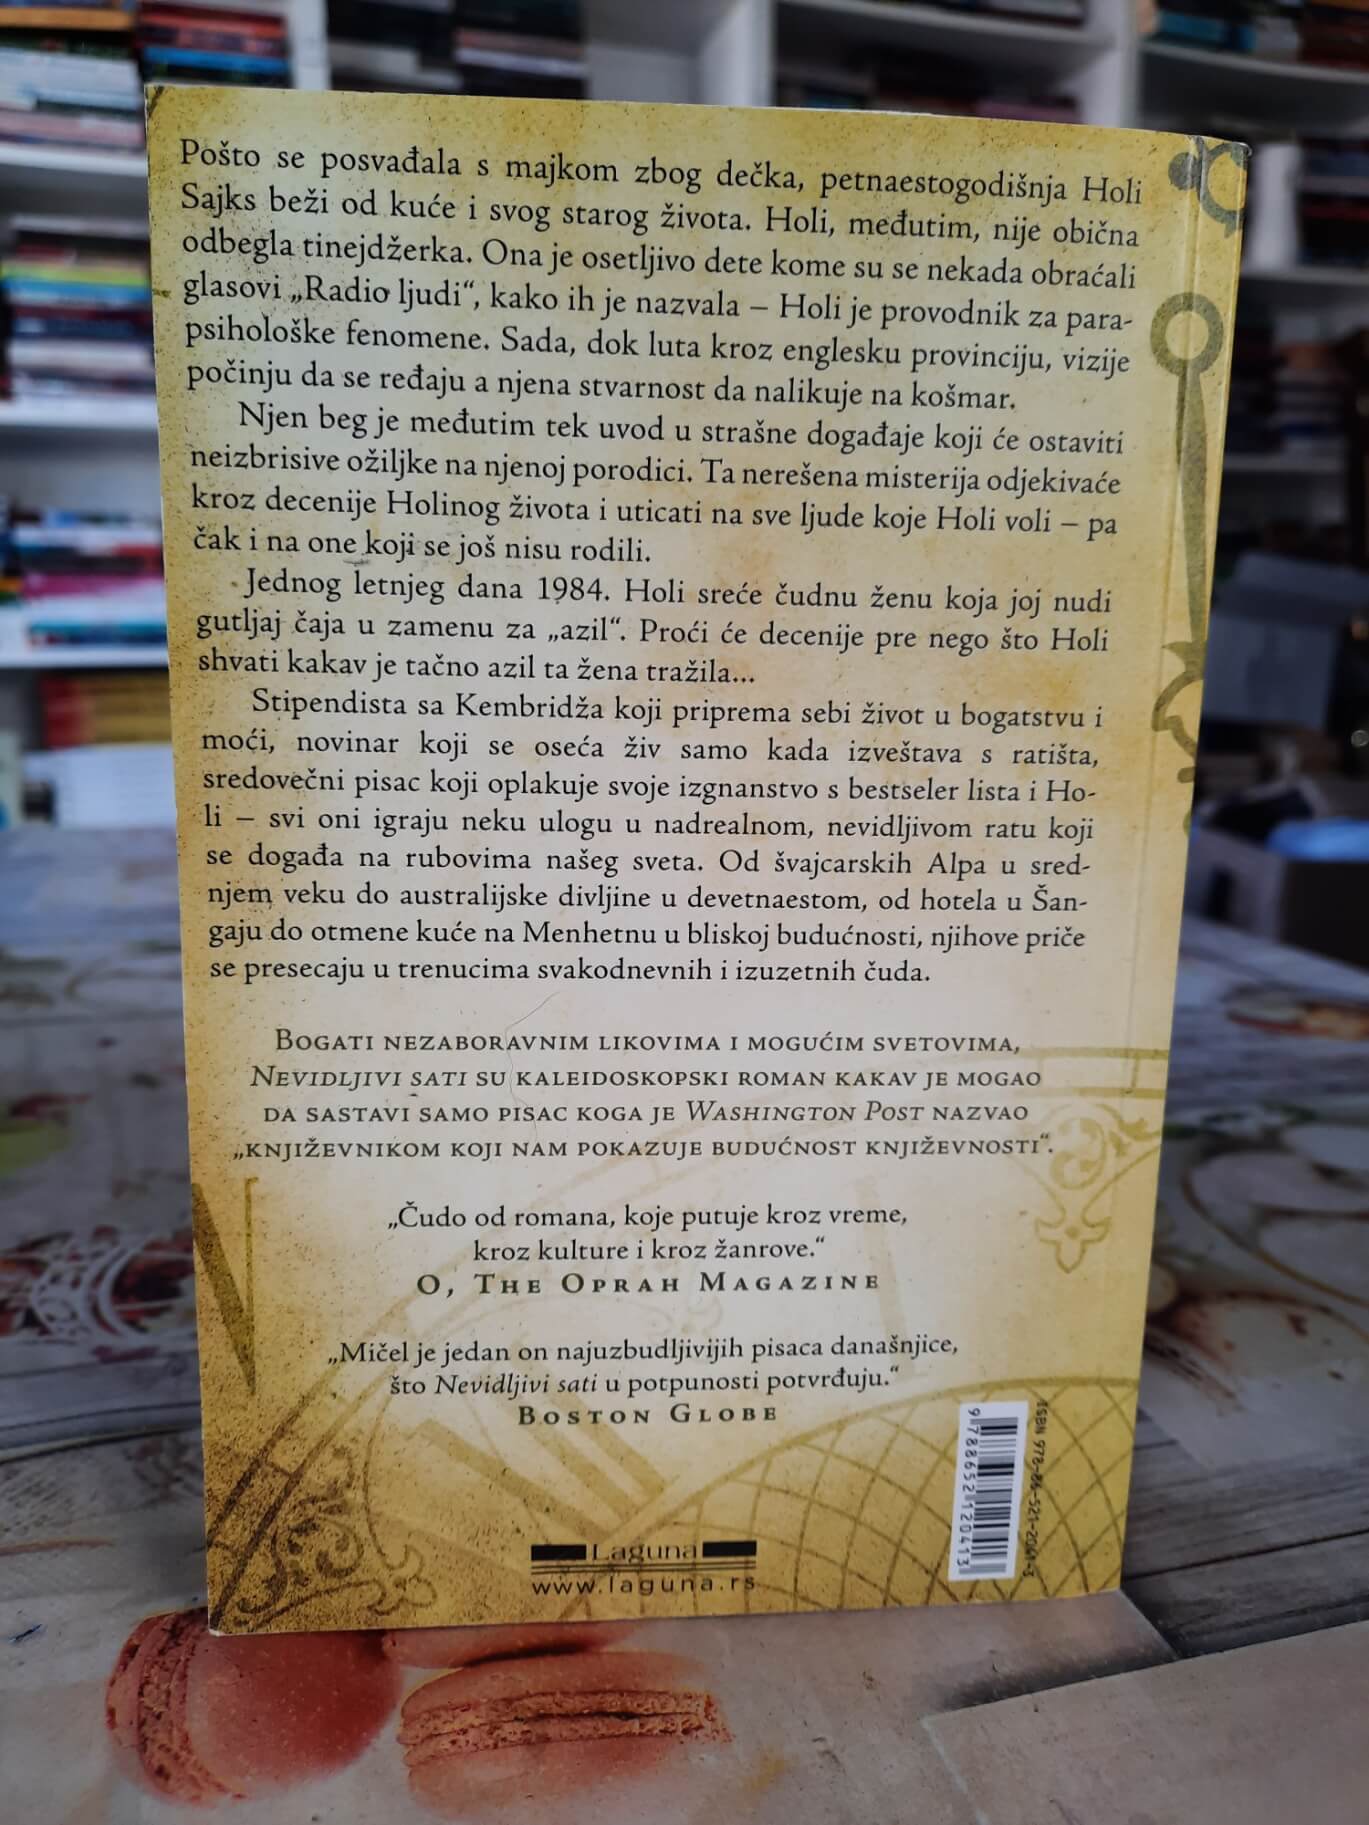 Pošto se posvađala s majkom zbog dečka, petnaestogodišnja Holi
Sajks beži od kuće i svog starog života. Holi, međutim, nije obična
odbegla tinejdžerka. Ona je osetljivo dete kome su se nekada obraćali
glasovi „Radio ljudi“, kako ih je nazvala – Holi je provodnik za para-
psihološke fenomene. Sada, dok luta kroz englesku provinciju, vizije
počinju da se ređaju a njena stvarnost da nalikuje na košmar.
Njen beg je međutim tek uvod u strašne događaje koji će ostaviti
neizbrisive ožiljke na njenoj porodici. Ta nerešena misterija odjekivaće
kroz decenije Holinog života i uticati na sve ljude koje Holi voli – pa
čak i na one koji se još nisu rodili.
Jednog letnjeg dana 1984. Holi sreće čudnu ženu koja joj nudi
gutljaj čaja u zamenu za „azil“. Proći će decenije pre nego što Holi
shvati kakav je tačno azil ta žena tražila...
Stipendista sa Kembridža koji priprema sebi život u bogatstvu i
moći, novinar koji se oseća živ samo kada izveštava s ratišta,
sredovečni pisac koji oplakuje svoje izgnanstvo s bestseler lista i Ho-
li – svi oni igraju neku ulogu u nadrealnom, nevidljivom ratu koji
se događa na rubovima našeg sveta. Od švajcarskih Alpa u sred-
njem veku do australijske divljine u devetnaestom, od hotela u Šan-
gaju do otmene kuće na Menhetnu u bliskoj budućnosti, njihove priče
se presecaju u trenucima svakodnevnih i izuzetnih čuda.
Bogati nezaboravnim likovima i mogućim svetovima,
Nevidljivi sati su kaleidoskopski roman kakav je mogao
da sastavi samo pisac koga je Washington Post nazvao
„književnikom koji nam pokazuje budućnost književnosti“.
„Čudo od romana, koje putuje kroz vreme,
kroz kulture i kroz žanrove.“
O, The Oprah Magazine
„Mičel je jedan on najuzbudljivijih pisaca današnjice,
što Nevidljivi sati u potpunosti potvrđuju.“
Boston Globe
ISBN 978-86-521-2041-3
9 788652 120413
Laguna
www.laguna.rs